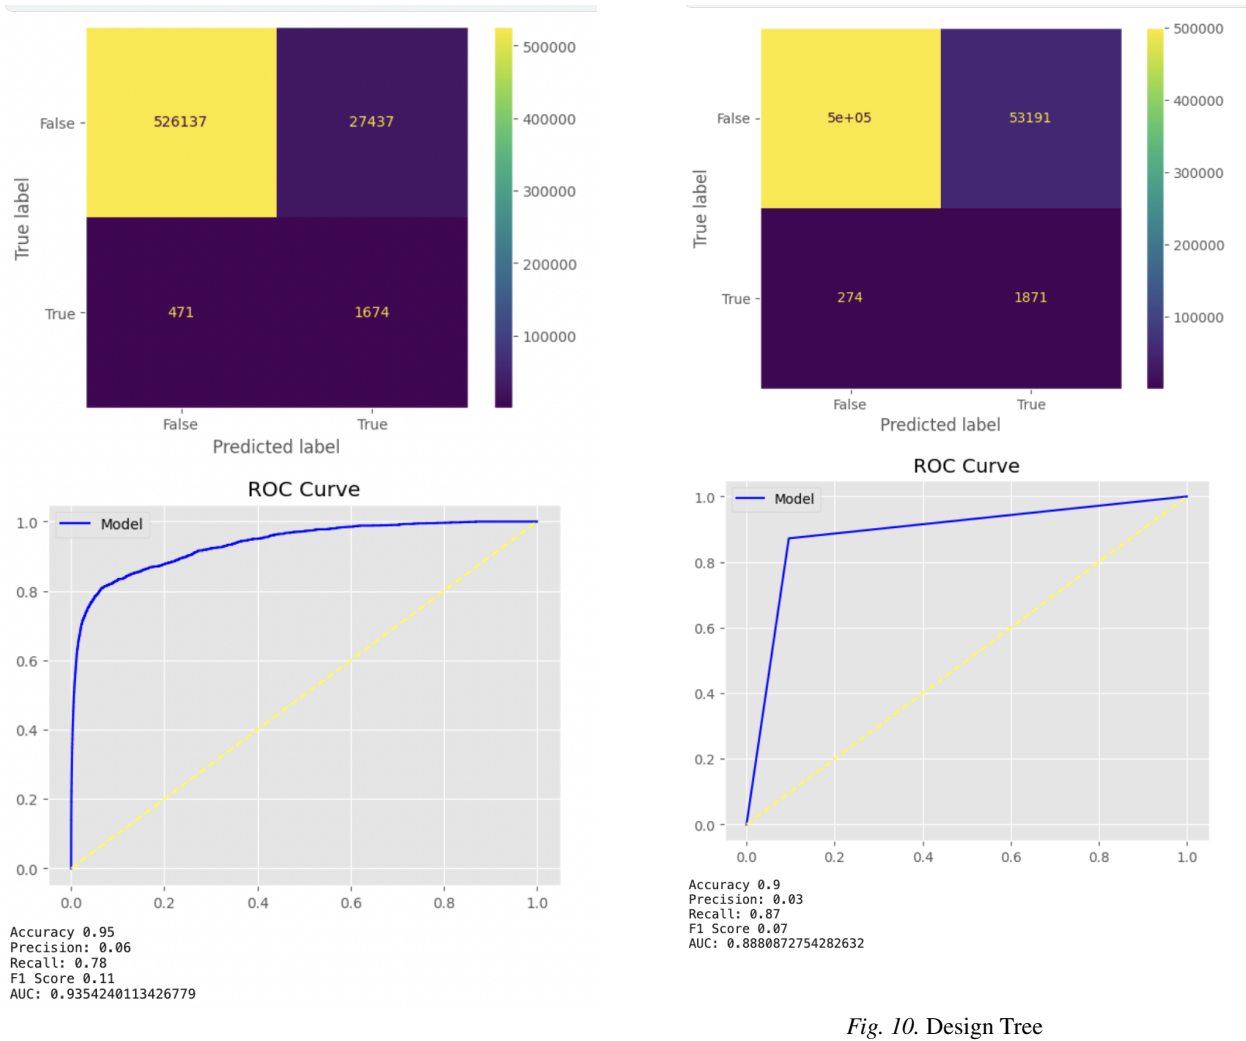 500000
400000
300000
200000
100000
False
526137
27437
True
471
1674
True label
False
True
Predicted label
ROC Curve
Model
1.0
0.8
0.6
0.4
0.2
0.0
0.0 0.2 0.4 0.6 0.8 1.0
Accuracy 0.95
Precision: 0.06
Recall: 0.78
F1 Score 0.11
AUC: 0.9354240113426779
500000
400000
300000
200000
100000
False
5e+05
53191
True
274
1871
True label
False
True
Predicted label
ROC Curve
Model
1.0
0.8
0.6
0.4
0.2
0.0
0.0 0.2 0.4 0.6 0.8 1.0
Accuracy 0.9
Precision: 0.03
Recall: 0.87
F1 Score 0.07
AUC: 0.8880872754282632
Fig. 10. Design Tree